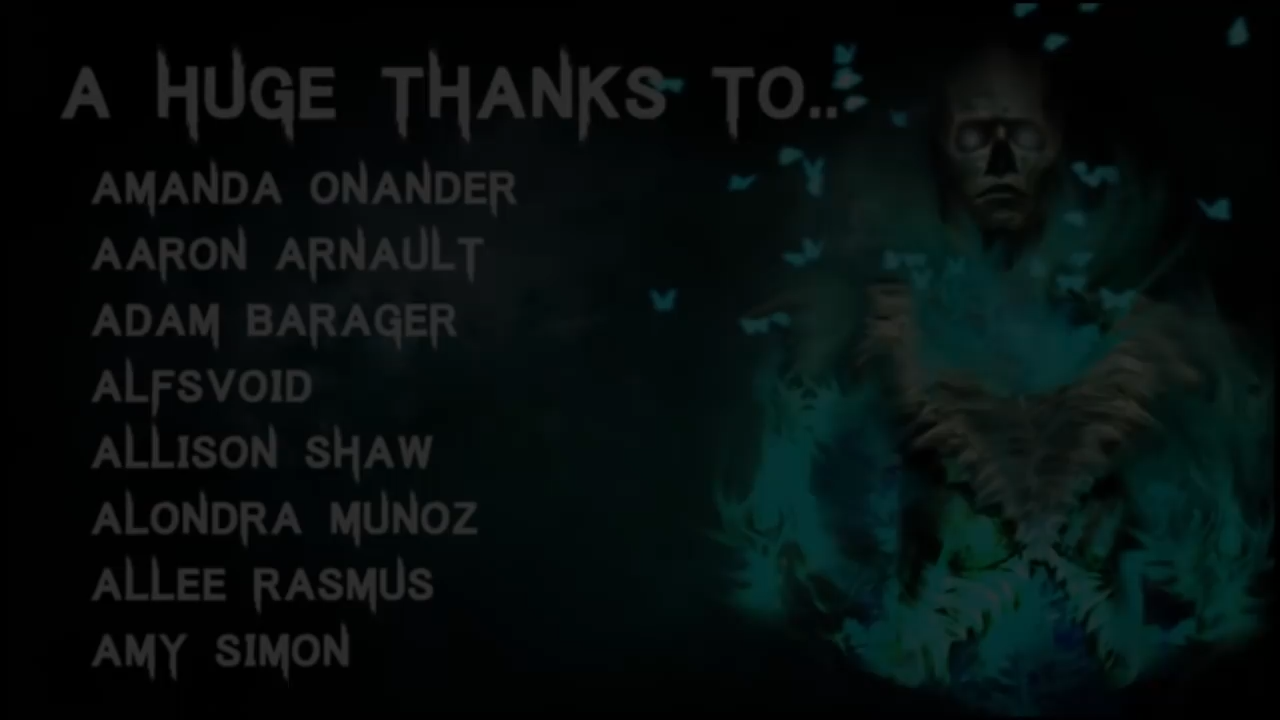 A HUGE THANKS TO..
AMANDA ONANDER
AARON ARNAULT
ADAM BARAGER
ALFSVOID
ALLISON SHAW
ALONDRA MUNOZ
ALLEE RASMUS
AMY SIMON